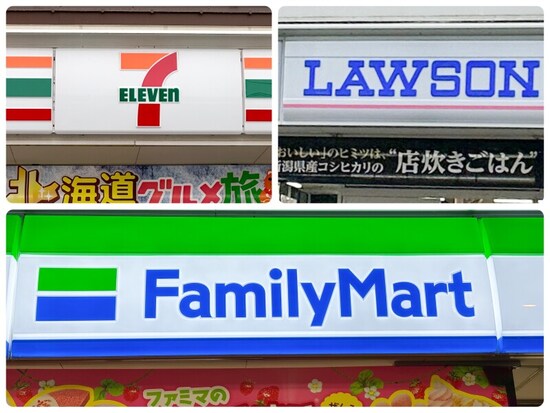 7
ELEVEn
北海道グルメ旅
LAWSON
おいしい」のヒミツは、
新潟県産コシヒカリの
“店炊きごはん”
FamilyMart
ファミマの